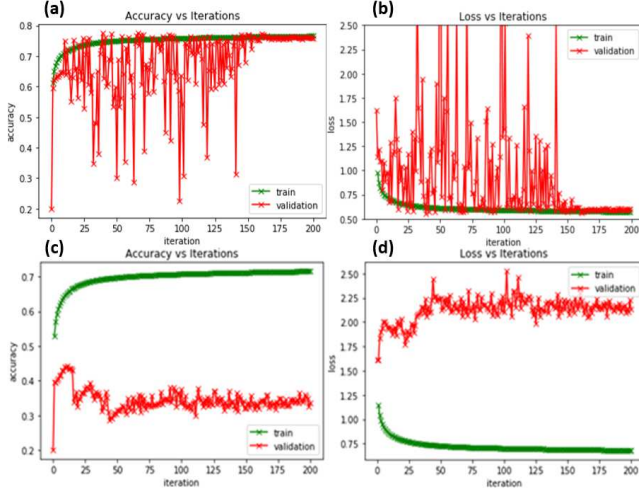 (a) Accuracy vs Iterations
0.8
0.7
0.6
0.5
0.4
0.3
0.2
accuracy
train
validation
0 25 50 75 100 125 150 175 200
iteration
(b) Loss vs Iterations
2.50
2.25
2.00
1.75
1.50
1.25
1.00
0.75
0.50
loss
train
validation
0 25 50 75 100 125 150 175 200
iteration
(c) Accuracy vs Iterations
0.7
0.6
0.5
0.4
0.3
0.2
accuracy
train
validation
0 25 50 75 100 125 150 175 200
iteration
(d) Loss vs Iterations
2.50
2.25
2.00
1.75
1.50
1.25
1.00
0.75
loss
train
validation
0 25 50 75 100 125 150 175 200
iteration